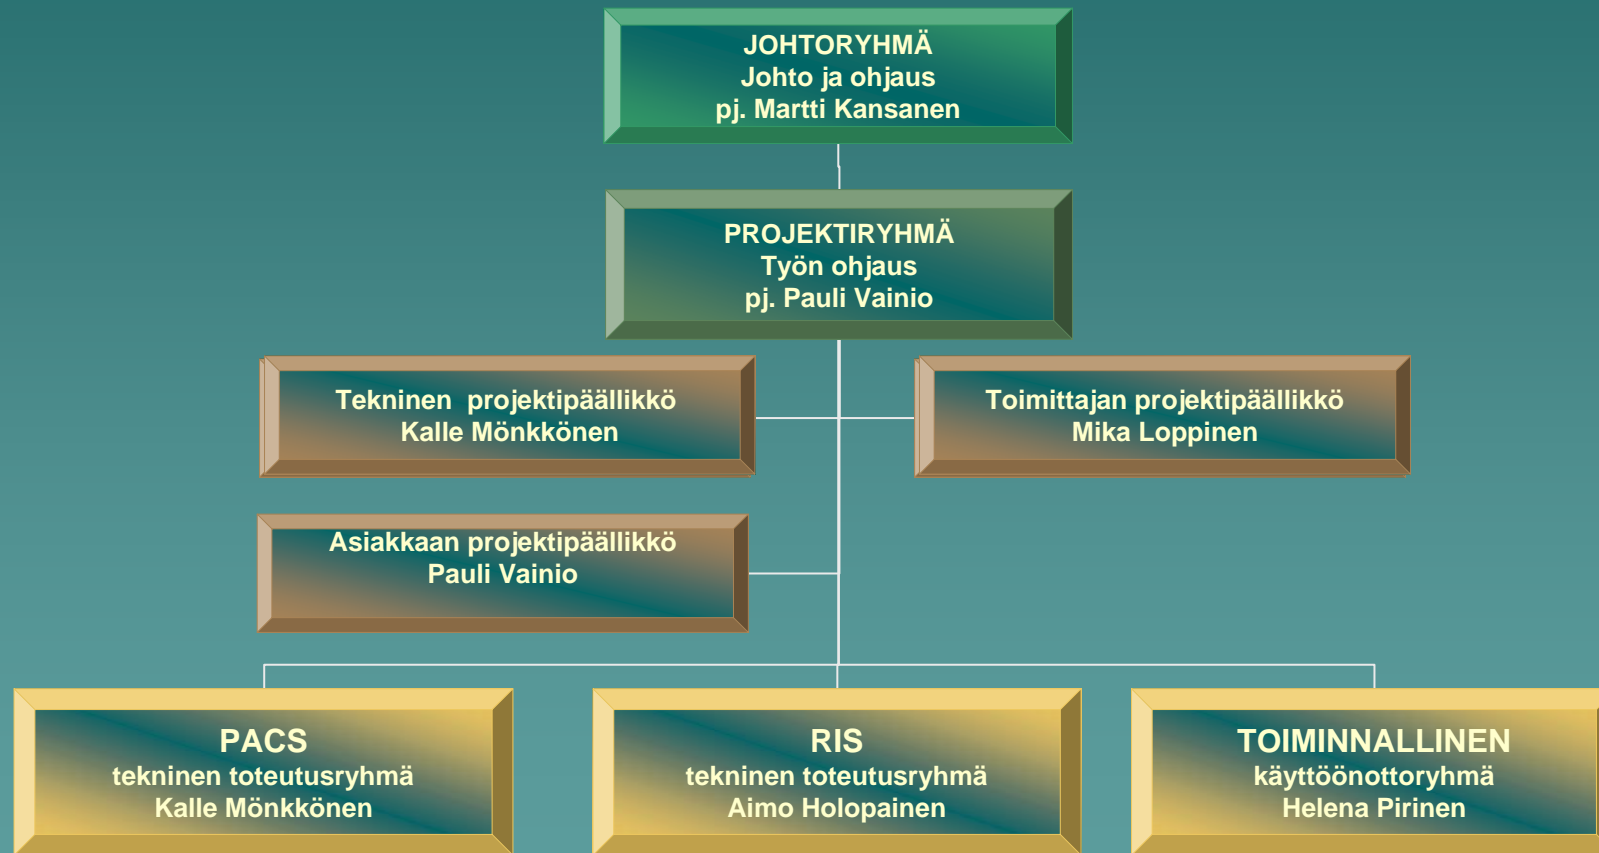 JOHTORYHMÄ
Johto ja ohjaus
pj. Martti Kansanen
PROJEKTIRYHMÄ
Työn ohjaus
pj. Pauli Vainio
Tekninen  projektipäällikkö
Kalle Mönkkönen
Toimittajan projektipäällikkö
Mika Loppinen
Asiakkaan projektipäällikkö
Pauli Vainio
PACS
tekninen toteutusryhmä
Kalle Mönkkönen
RIS
tekninen toteutusryhmä
Aimo Holopainen
TOIMINNALLINEN
käyttöönottoryhmä
Helena Pirinen